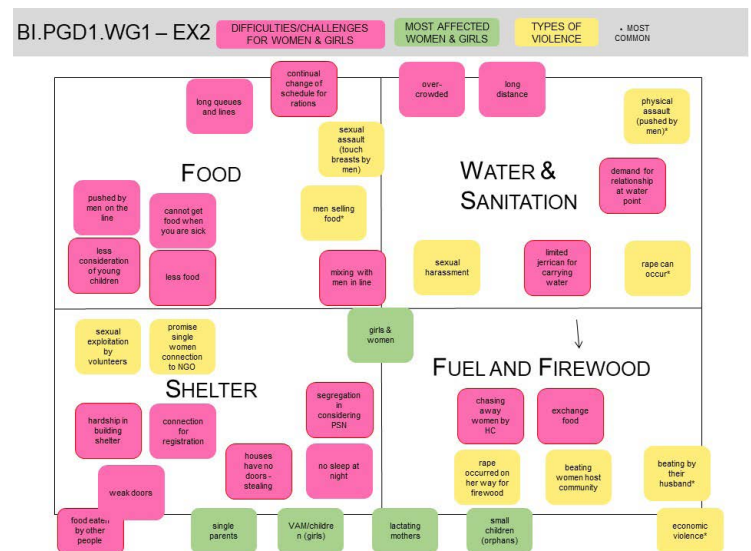 BI.PGD1.WG1 – EX2
DIFFICULTIES/CHALLENGES
FOR WOMEN & GIRLS
MOST AFFECTED
WOMEN & GIRLS
TYPES OF
VIOLENCE
• MOST
COMMON
long queues
and lines
continual
change of
schedule for
rations
sexual
assault
(touch
breasts by
men)
FOOD
pushed by
men on the
line
cannot get
food when
you are sick
men selling
food*
less
consideration
of young
children
less food
mixing with
men in line
over-
crowded
long
distance
physical
assault
(pushed by
men)*
WATER &
SANITATION
demand for
relationship
at water
point
sexual
harassment
limited
jerrican for
carrying
water
rape can
occur*
girls &
women
sexual
exploitation
by
volunteers
promise
single
women
connection
to NGO
SHELTER
hardship in
building
shelter
connection
for
registration
segregation
in
considering
PSN
houses
have no
doors -
stealing
no sleep at
night
weak doors
food eaten
by other
people
FUEL AND FIREWOOD
chasing
away
women by
HC
exchange
food
rape
occurred on
her way for
firewood
beating
women host
community
beating by
their
husband*
single
parents
VAM/childre
n (girls)
lactating
mothers
small
children
(orphans)
economic
violence*